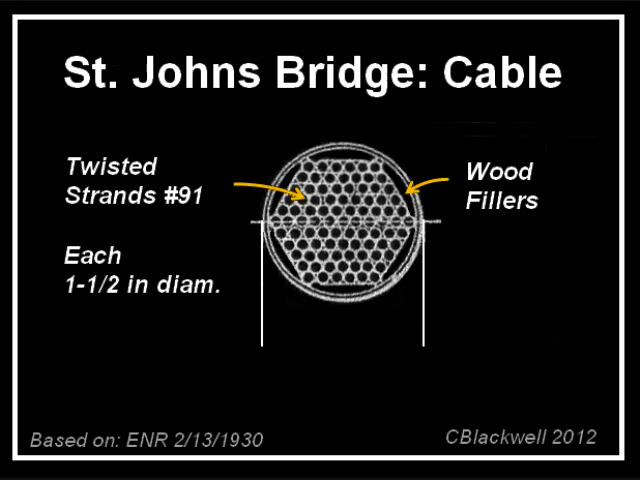 St. Johns Bridge: Cable
Twisted
Strands #91
Wood
Fillers
Each
1-1/2 in diam.
Based on: ENR 2/13/1930
CBlackwell 2012